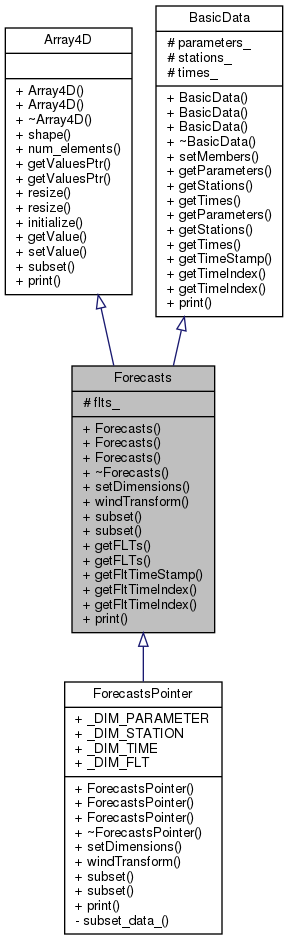 Array4D
+ Array4D()
+ Array4D()
+ ~Array4D()
+ shape()
+ num_elements()
+ getValuesPtr()
+ getValuesPtr()
+ resize()
+ resize()
+ initialize()
+ getValue()
+ setValue()
+ subset()
+ print()
BasicData
# parameters_
# stations_
# times_
+ BasicData()
+ BasicData()
+ BasicData()
+ ~BasicData()
+ setMembers()
+ getParameters()
+ getStations()
+ getTimes()
+ getParameters()
+ getStations()
+ getTimes()
+ getTimeStamp()
+ getTimeIndex()
+ getTimeIndex()
+ print()
Forecasts
# flts_
+ Forecasts()
+ Forecasts()
+ Forecasts()
+ ~Forecasts()
+ setDimensions()
+ windTransform()
+ subset()
+ subset()
+ getFLTs()
+ getFLTs()
+ getFltTimeStamp()
+ getFltTimeIndex()
+ getFltTimeIndex()
+ print()
ForecastsPointer
+ _DIM_PARAMETER
+ _DIM_STATION
+ _DIM_TIME
+ _DIM_FLT
+ ForecastsPointer()
+ ForecastsPointer()
+ ForecastsPointer()
+ ~ForecastsPointer()
+ setDimensions()
+ windTransform()
+ subset()
+ subset()
+ print()
- subset_data_()